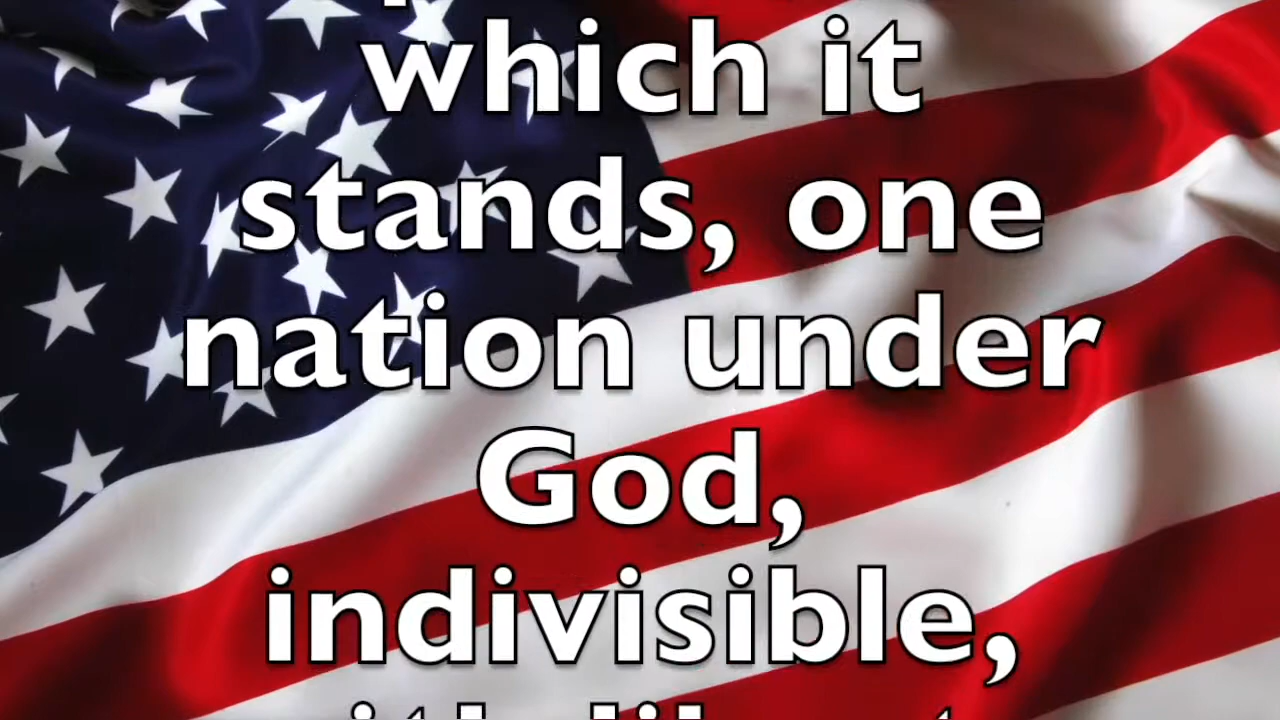 which it
stands, one
nation under
God,
indivisible,